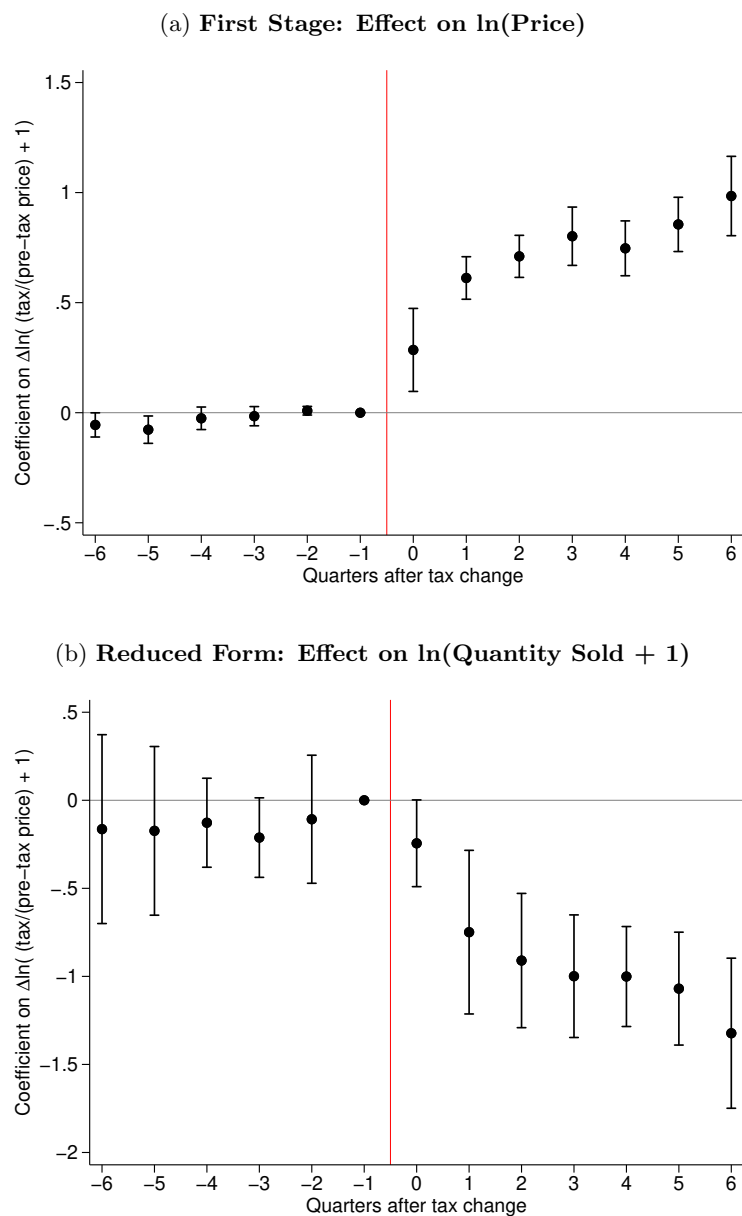 (a) First Stage: Effect on ln(Price)
Coefficient on Δln( (tax/(pre−tax price) + 1)
1.5
1
.5
0
−.5
−6 −5 −4 −3 −2 −1 0 1 2 3 4 5 6
Quarters after tax change
(b) Reduced Form: Effect on ln(Quantity Sold + 1)
Coefficient on Δln( (tax/(pre−tax price) + 1)
.5
0
−.5
−1
−1.5
−2
−6 −5 −4 −3 −2 −1 0 1 2 3 4 5 6
Quarters after tax change